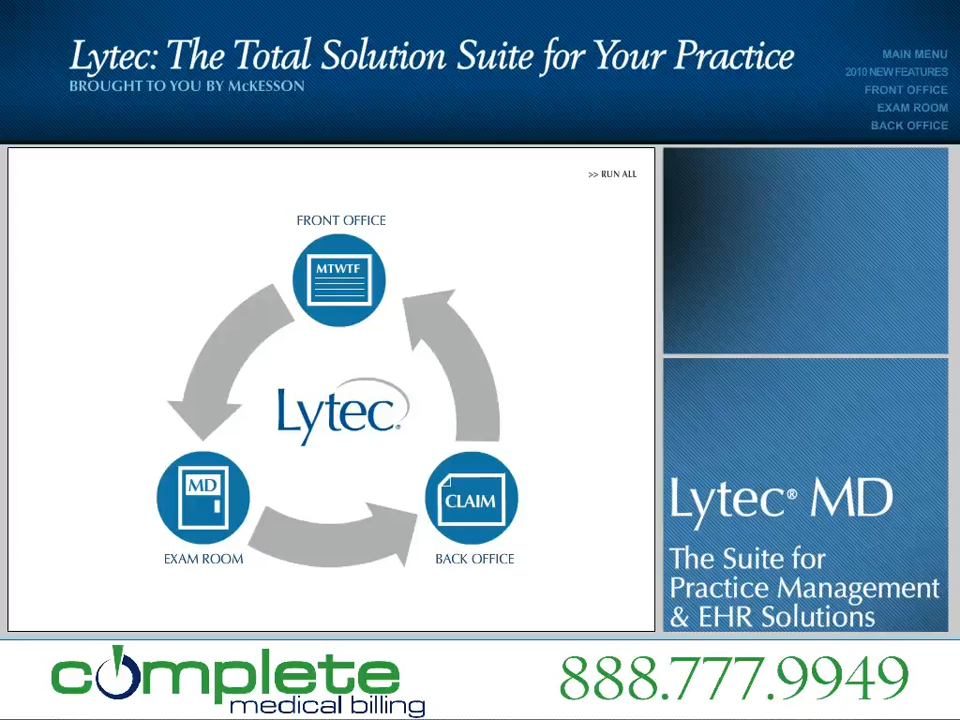 Lytec: The Total Solution Suite for Your Practice
BROUGHT TO YOU BY McKESSON
MAIN MENU
2010 NEW FEATURES
FRONT OFFICE
EXAM ROOM
BACK OFFICE
>> RUN ALL
FRONT OFFICE
MTWTF
Lytec®
MD
EXAM ROOM
CLAIM
BACK OFFICE
Lytec® MD
The Suite for
Practice Management
& EHR Solutions
complete
medical billing
888.777.9949